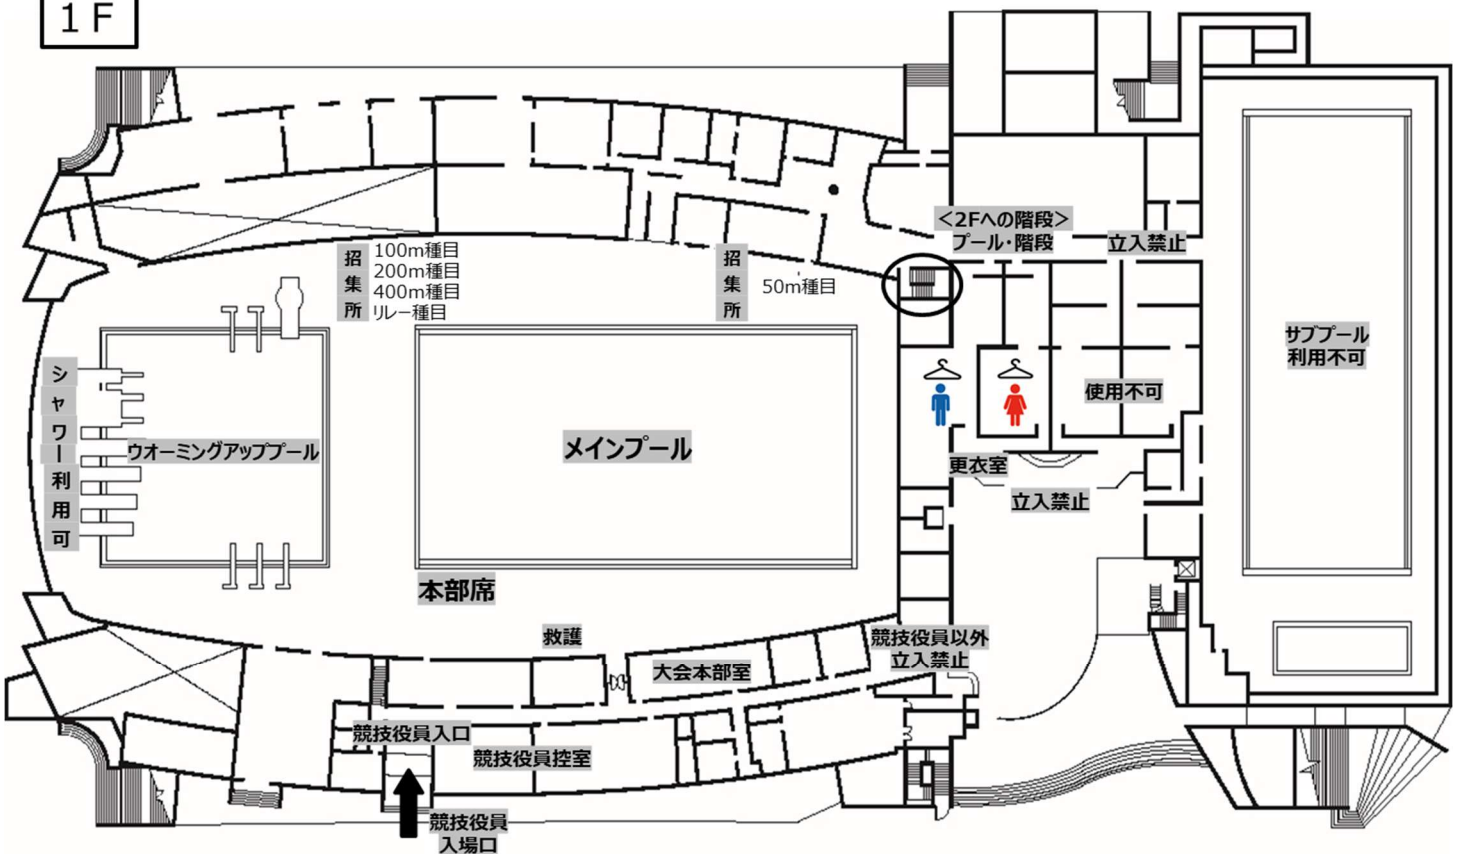 1F
<2Fへの階段>
プール・階段
立入禁止
招集所
100m種目
200m種目
400m種目
リレー種目
招集所
50m種目
サブプール
利用不可
シャワー利用可
ウオーミングアッププール
メインプール
使用不可
更衣室
立入禁止
本部席
救護
大会本部室
競技役員以外
立入禁止
競技役員入口
競技役員控室
競技役員
入場口